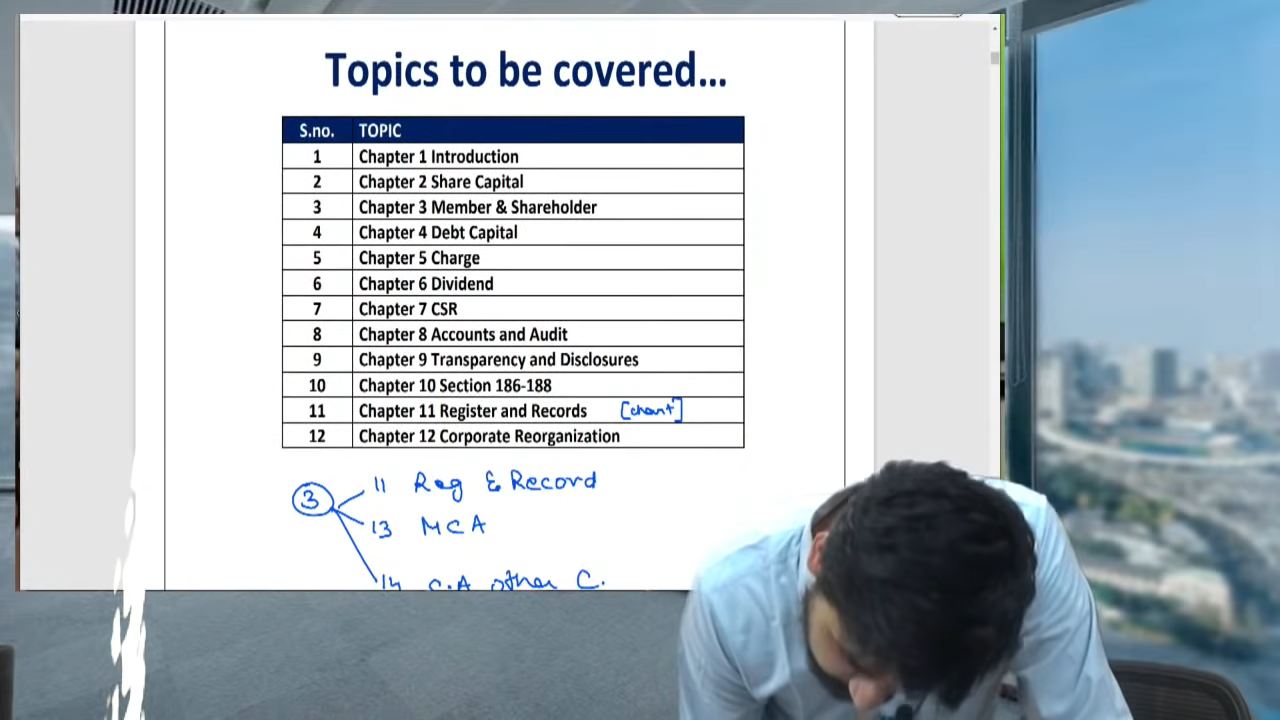 Topics to be covered...
S.no. TOPIC
1 Chapter 1 Introduction
2 Chapter 2 Share Capital
3 Chapter 3 Member & Shareholder
4 Chapter 4 Debt Capital
5 Chapter 5 Charge
6 Chapter 6 Dividend
7 Chapter 7 CSR
8 Chapter 8 Accounts and Audit
9 Chapter 9 Transparency and Disclosures
10 Chapter 10 Section 186-188
11 Chapter 11 Register and Records [chart]
12 Chapter 12 Corporate Reorganization
3
11 Reg & Record
13 MCA
14 C.A other C.